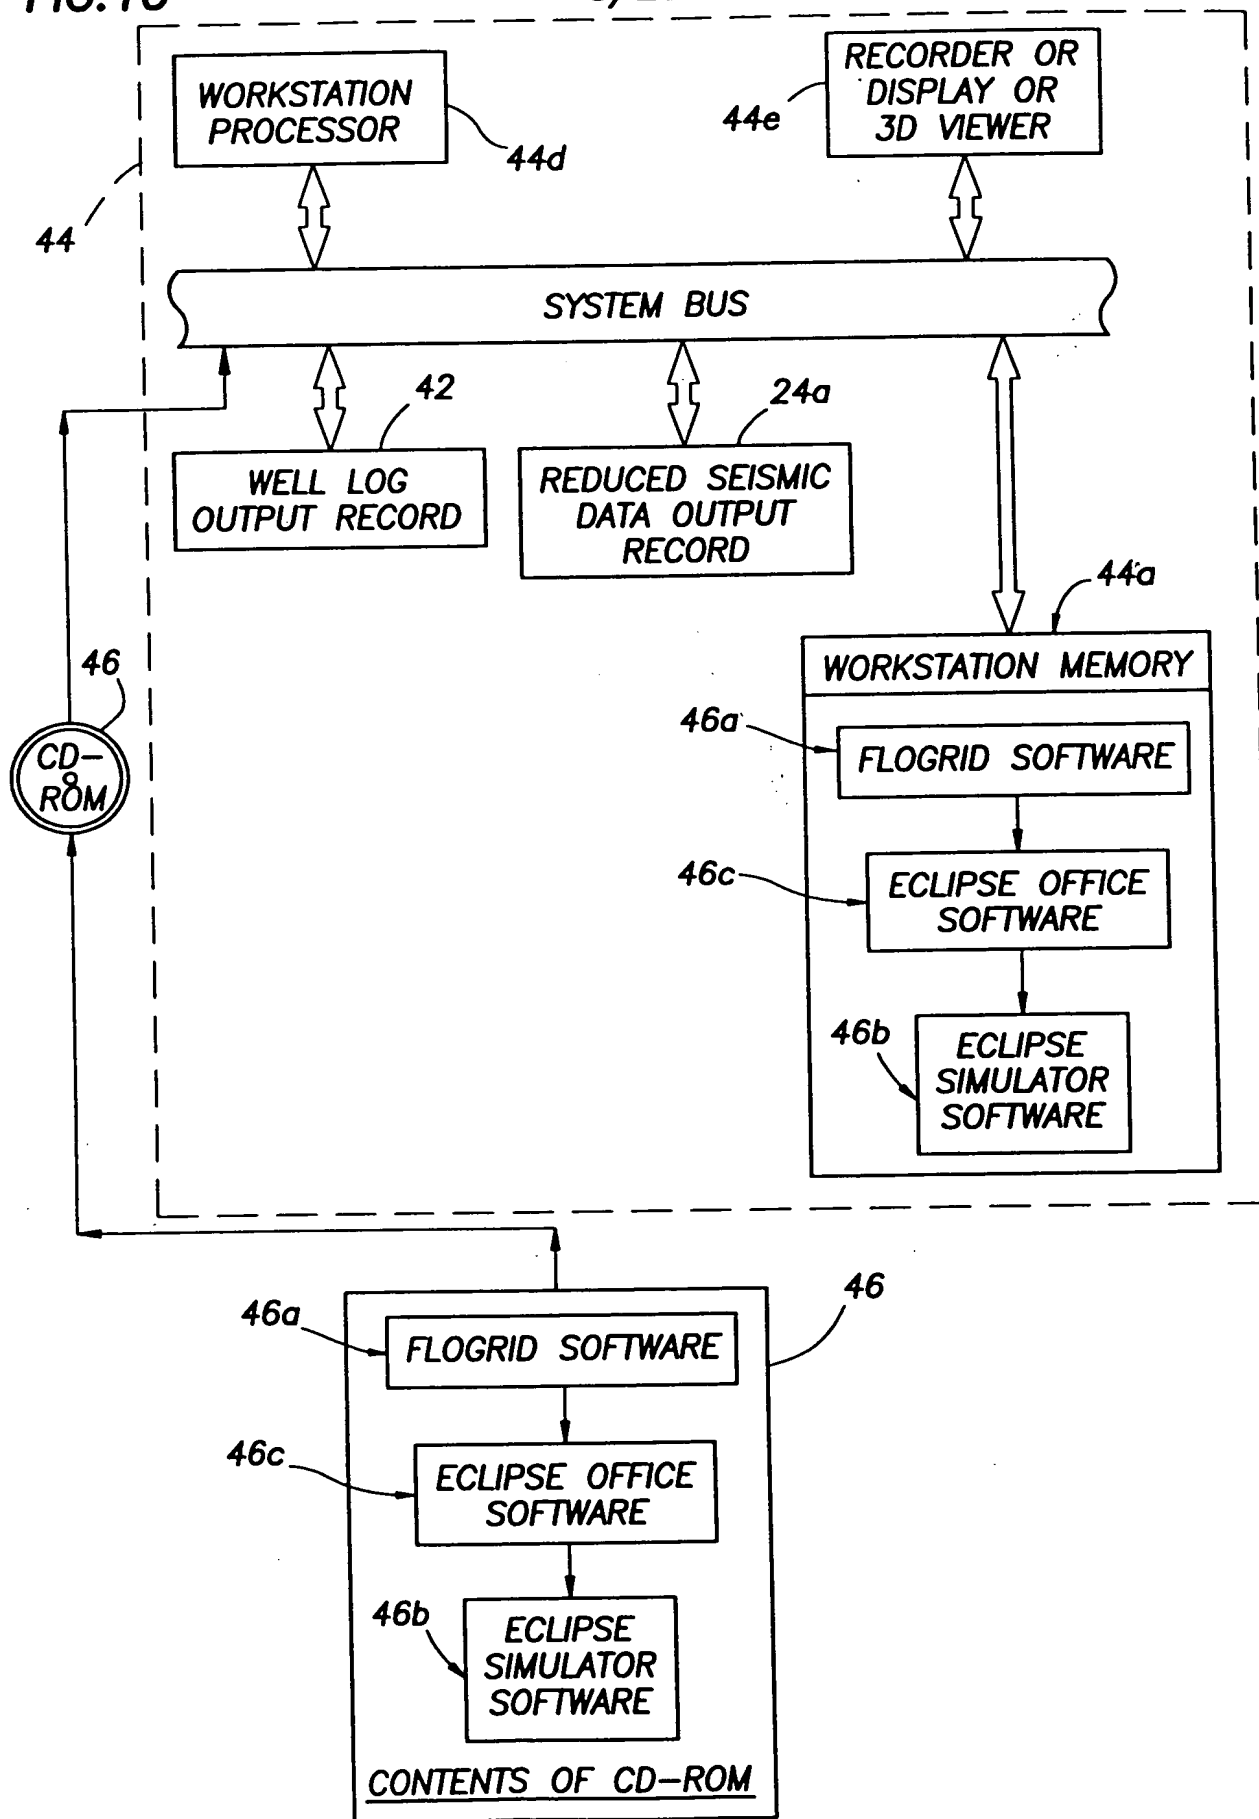 WORKSTATION
PROCESSOR
44d
RECORDER OR
DISPLAY OR
3D VIEWER
44e
44
SYSTEM BUS
42
24a
WELL LOG
OUTPUT RECORD
REDUCED SEISMIC
DATA OUTPUT
RECORD
44a
WORKSTATION MEMORY
46
CD-
ROM
46a
FLOGRID SOFTWARE
46c
ECLIPSE OFFICE
SOFTWARE
46b
ECLIPSE
SIMULATOR
SOFTWARE
46
46a
FLOGRID SOFTWARE
46c
ECLIPSE OFFICE
SOFTWARE
46b
ECLIPSE
SIMULATOR
SOFTWARE
CONTENTS OF CD-ROM